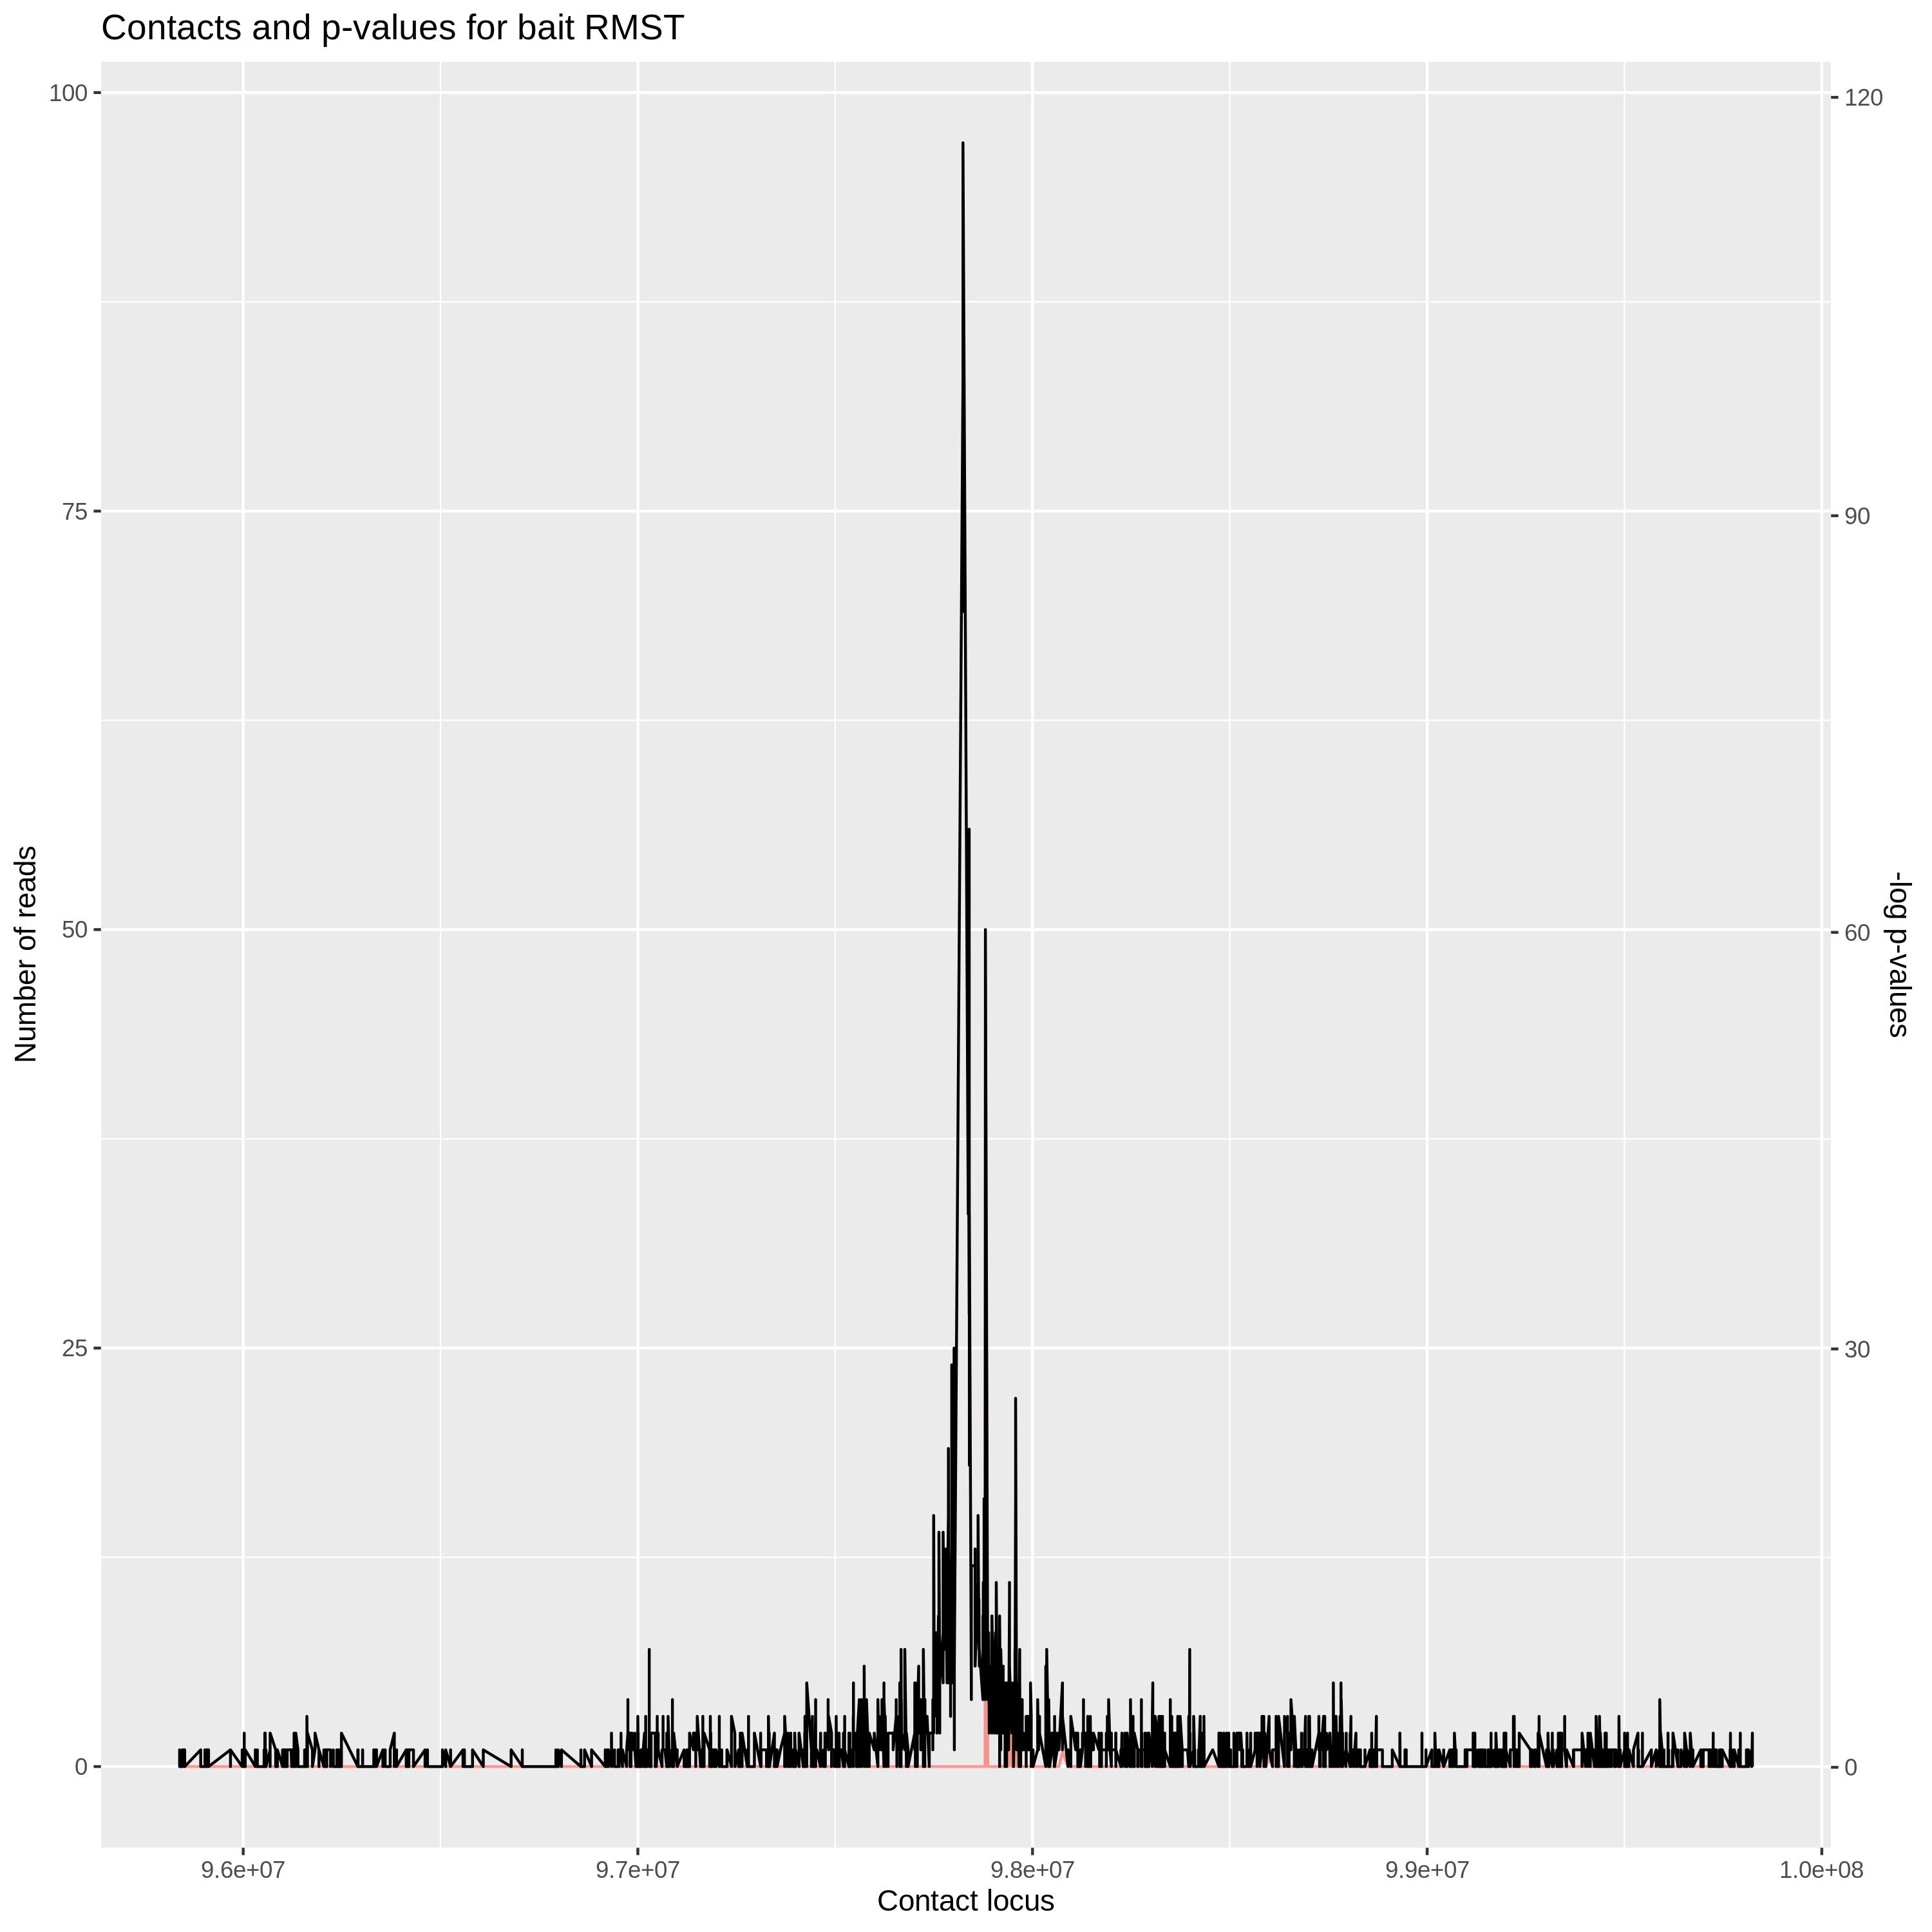 Contacts and p-values for bait RMST
100
75
50
25
0
120
90
60
30
0
Number of reads
-log p-values
9.6e+07
9.7e+07
9.8e+07
9.9e+07
1.0e+08
Contact locus